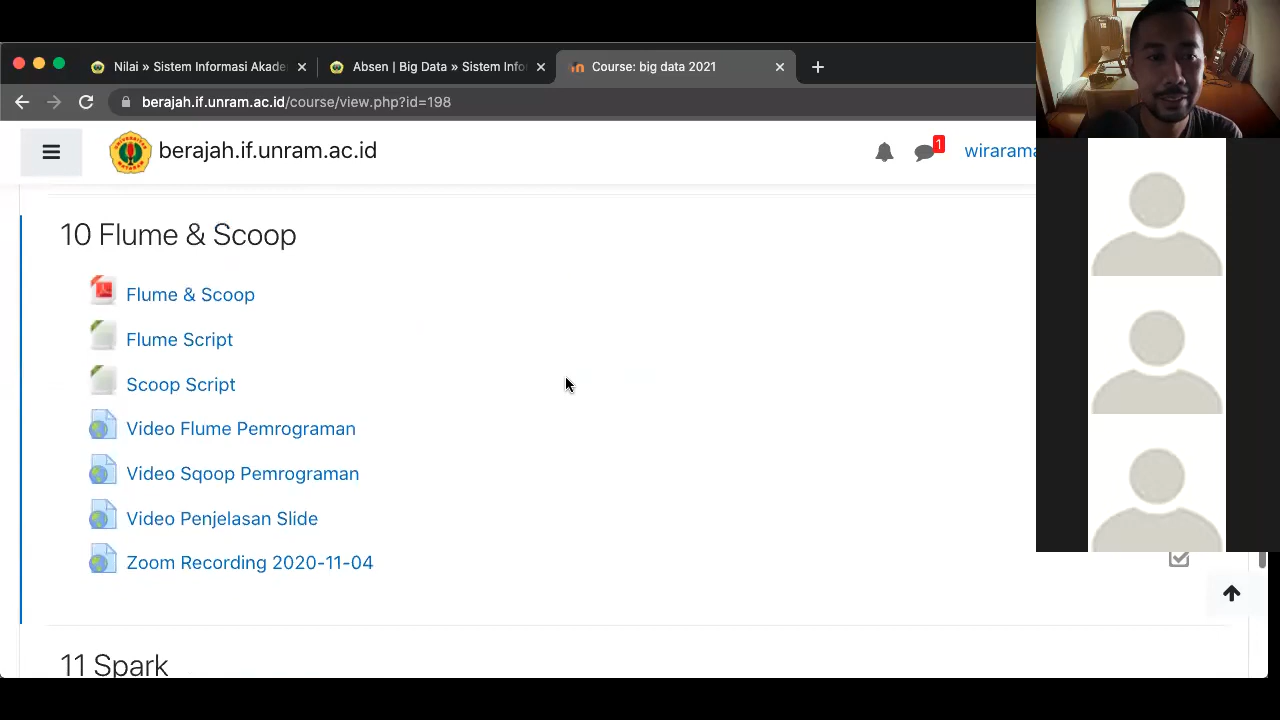 Nilai » Sistem Informasi Akade
Absen | Big Data » Sistem Info
Course: big data 2021
berajah.if.unram.ac.id/course/view.php?id=198
berajah.if.unram.ac.id
1
wirarama
10 Flume & Scoop
Flume & Scoop
Flume Script
Scoop Script
Video Flume Pemrograman
Video Sqoop Pemrograman
Video Penjelasan Slide
Zoom Recording 2020-11-04
11 Spark